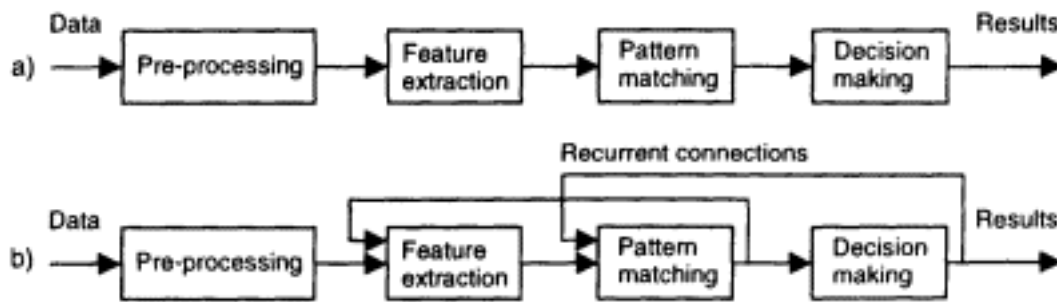 Data
Results
a)
Pre-processing
Feature
extraction
Pattern
matching
Decision
making
Recurrent connections
Data
Results
b)
Pre-processing
Feature
extraction
Pattern
matching
Decision
making